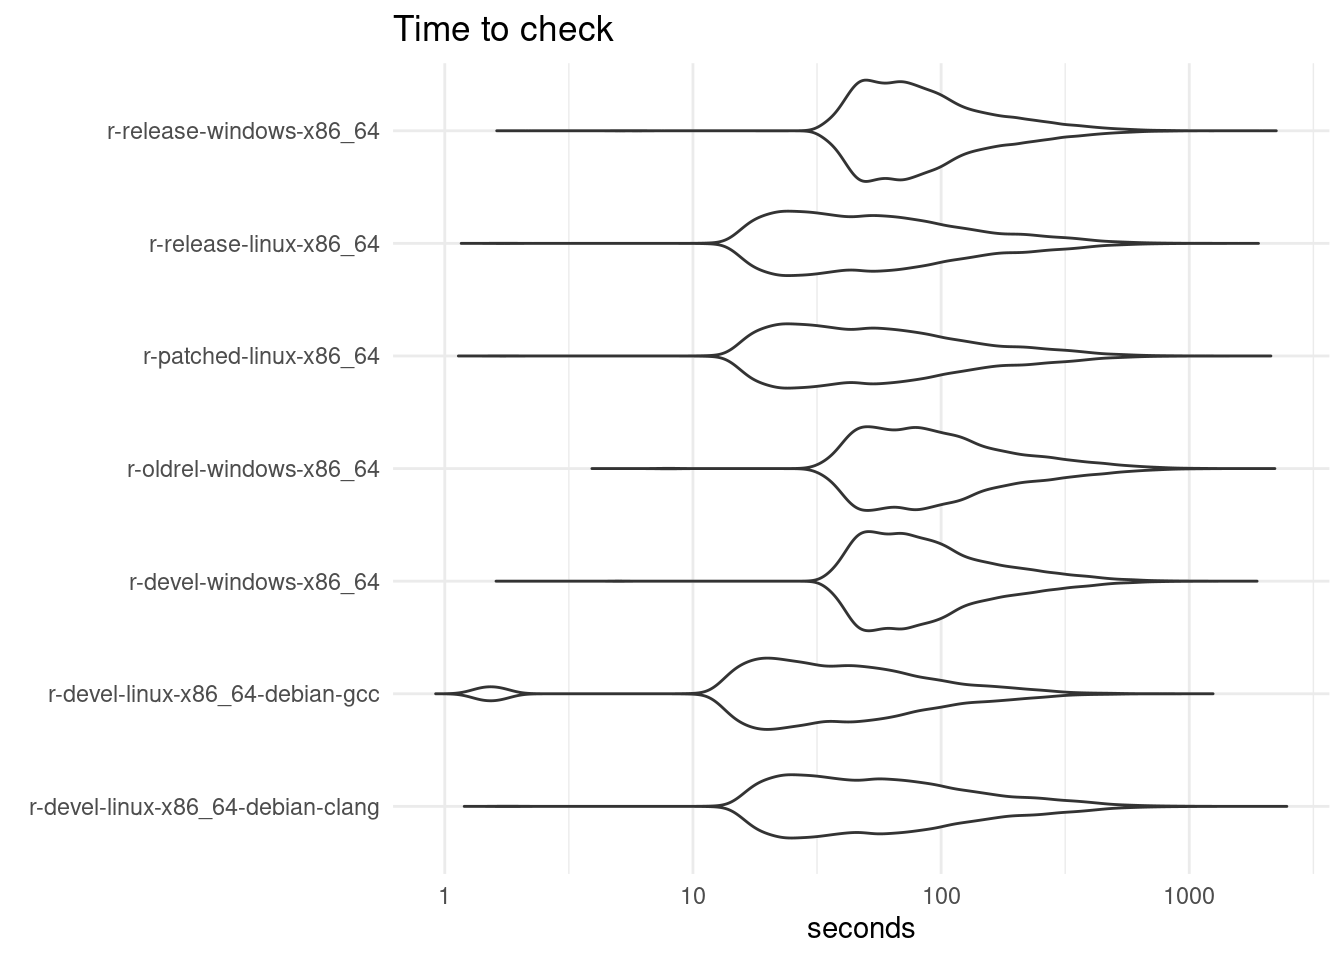 Time to check
r-release-windows-x86_64
r-release-linux-x86_64
r-patched-linux-x86_64
r-oldrel-windows-x86_64
r-devel-windows-x86_64
r-devel-linux-x86_64-debian-gcc
r-devel-linux-x86_64-debian-clang
1 10 100 1000
seconds